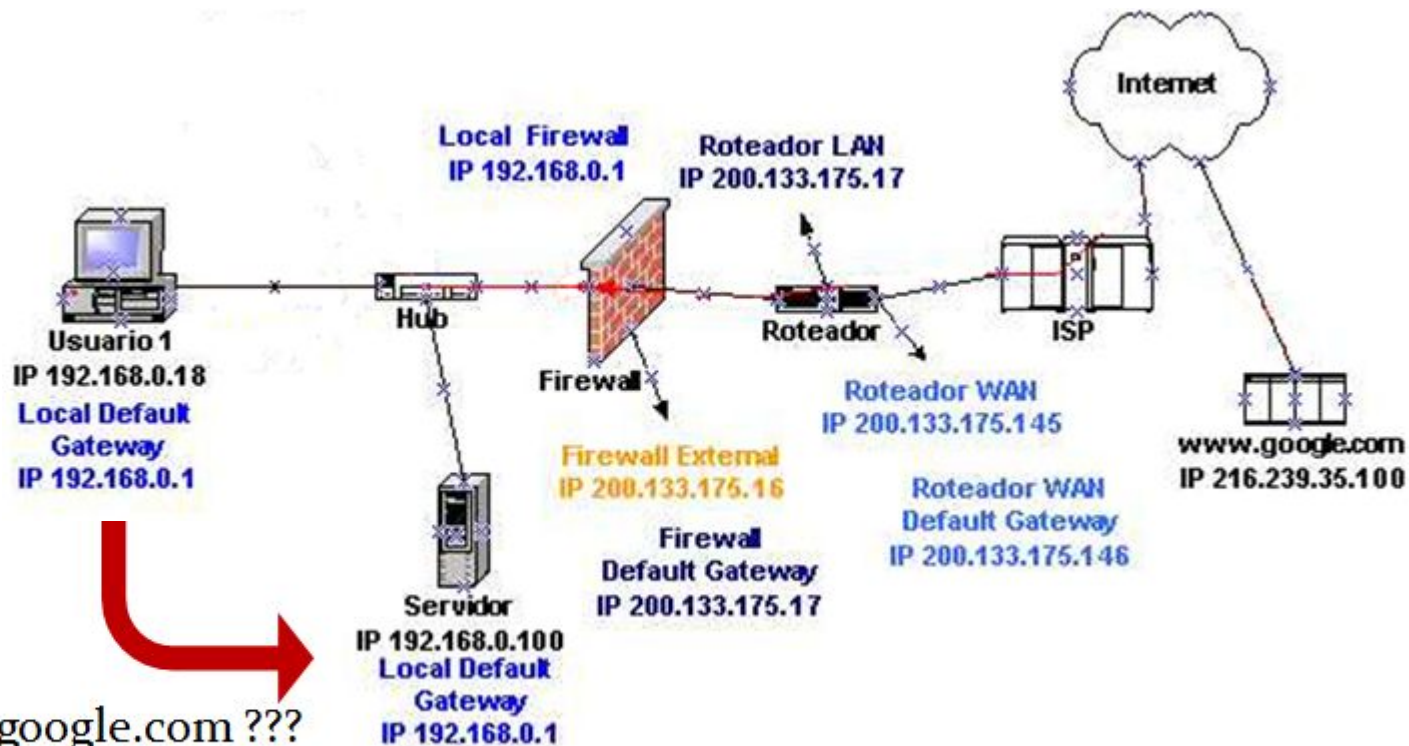 Internet
Local Firewall
IP 192.168.0.1
Roteador LAN
IP 200.133.175.17
Usuario 1
IP 192.168.0.18
Local Default
Gateway
IP 192.168.0.1
Hub
Firewall
Roteador
ISP
Firewall External
IP 200.133.175.16
Firewall
Default Gateway
IP 200.133.175.17
Roteador WAN
IP 200.133.175.145
Roteador WAN
Default Gateway
IP 200.133.175.146
www.google.com
IP 216.239.35.100
Servidor
IP 192.168.0.100
Local Default
Gateway
IP 192.168.0.1
google.com ???